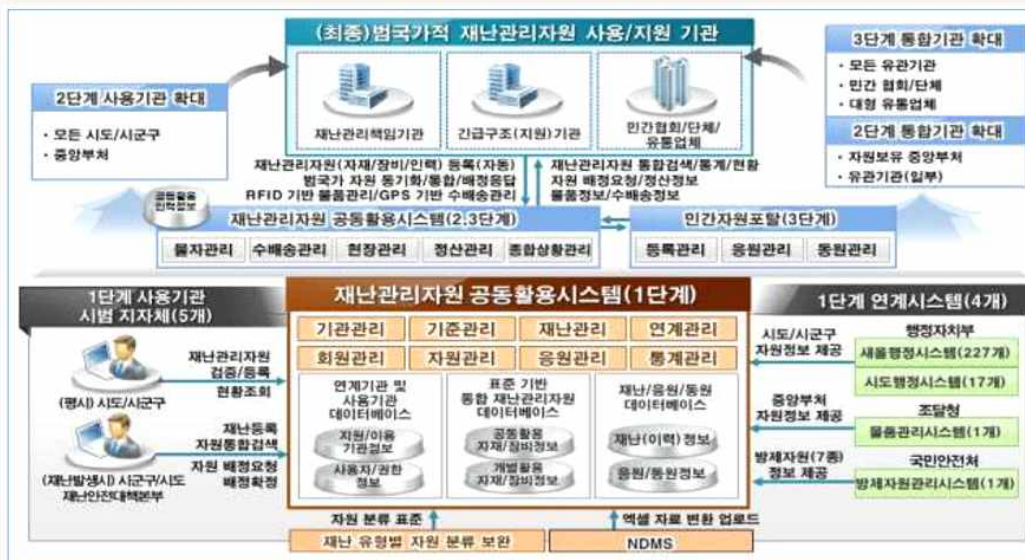 (최종)범국가적 재난관리자원 사용/지원 기관
재난관리책임기관
긴급구조(지원)기관
민간협회/단체/
유통업체
2단계 사용기관 확대
· 모든 시도/시군구
· 중앙부처
3단계 통합기관 확대
· 모든 유관기관
· 민간 협회/단체
· 대형 유통업체
2단계 통합기관 확대
· 자원보유 중앙부처
· 유관기관(일부)
재난관리자원(자재/장비/인력) 등록(자동)
범국가 자원 동기화/통합/배정응답
RFID 기반 물품관리/GPS 기반 수배송관리
재난관리자원 통합검색/통계/현황
자원 배정요청/정산정보
물품정보/수배송정보
공동활용
인력정보
재난관리자원 공동활용시스템(2.3단계)
물자관리
수배송관리
현장관리
정산관리
종합상황관리
민간자원포탈(3단계)
등록관리
응원관리
동원관리
1단계 사용기관
시범 지자체(5개)
(평시) 시도/시군구
재난관리자원
검증/등록
현황조회
(재난발생시) 시군구/시도
재난안전대책본부
재난등록
자원통합검색
자원 배정요청
배정확정
재난관리자원 공동활용시스템(1단계)
기관관리
기준관리
재난관리
연계관리
회원관리
자원관리
응원관리
통계관리
연계기관 및
사용기관
데이터베이스
지원/이용
기관정보
사용자/권한
정보
표준 기반
통합 재난관리자원
데이터베이스
공동활용
자재/장비정보
개별활용
자재/장비정보
재난/응원/동원
데이터베이스
재난(이력) 정보
응원/동원정보
1단계 연계시스템(4개)
시도/시군구
자원정보 제공
행정자치부
새올행정시스템(227개)
시도행정시스템(17개)
중앙부처
자원정보 제공
조달청
물품관리시스템(1개)
방제자원(7종)
정보 제공
국민안전처
방제자원관리시스템(1개)
자원 분류 표준
재난 유형별 자원 분류 보완
엑셀 자료 변환 업로드
NDMS